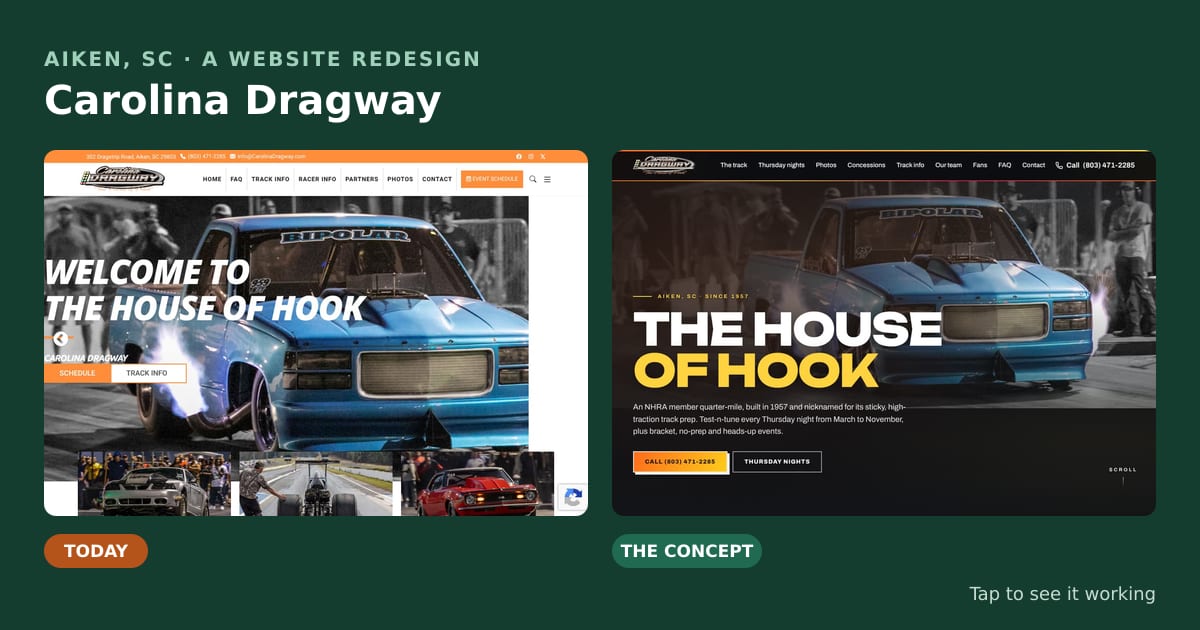 AIKEN, SC · A WEBSITE REDESIGN
Carolina Dragway
302 Dragstrip Road, Aiken, SC 29803 (803) 471-2285 Info@CarolinaDragway.com
Carolina
DRAGWAY
HOME FAQ TRACK INFO RACER INFO PARTNERS PHOTOS CONTACT EVENT SCHEDULE
BIPOLAR
WELCOME TO
THE HOUSE OF HOOK
CAROLINA DRAGWAY
SCHEDULE TRACK INFO
TODAY
Carolina
DRAGWAY
The track Thursday nights Photos Concessions Track info Our team Fans FAQ Contact Call (803) 471-2285
BIPOLAR
AIKEN, SC · SINCE 1957
THE HOUSE
OF HOOK
An NHRA member quarter-mile, built in 1957 and nicknamed for its sticky, high-
traction track prep. Test-n-tune every Thursday night from March to November,
plus bracket, no-prep and heads-up events.
CALL (803) 471-2285 THURSDAY NIGHTS
SCROLL
THE CONCEPT
Tap to see it working